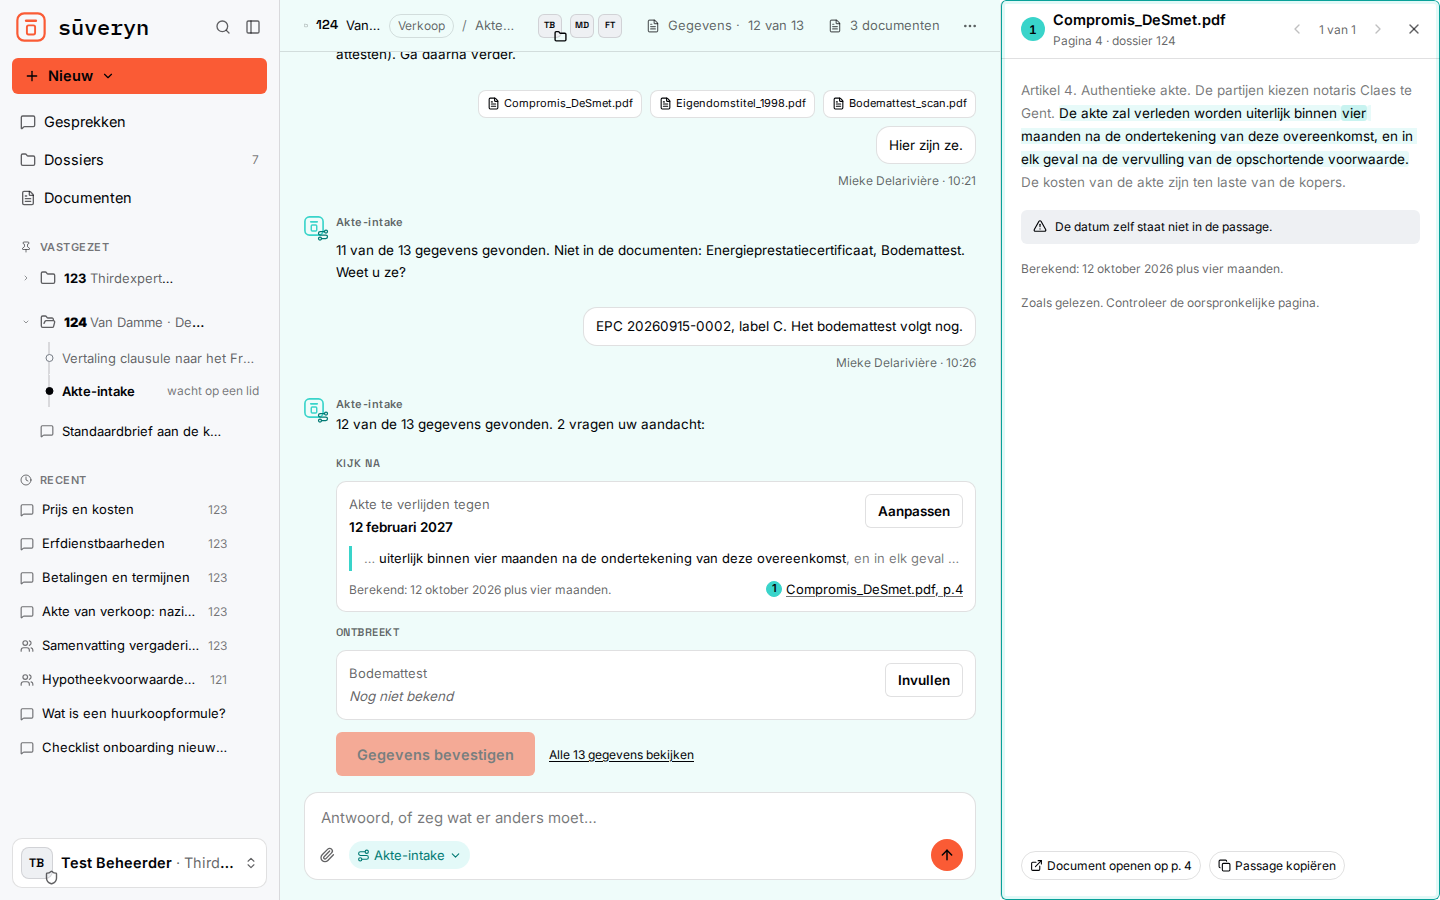 sūveryn
Nieuw
Gesprekken
Dossiers 7
Documenten
VASTGEZET
123 Thirdexpert...
124 Van Damme · De...
Vertaling clausule naar het Fr...
Akte-intake wacht op een lid
Standaardbrief aan de k...
RECENT
Prijs en kosten 123
Erfdienstbaarheden 123
Betalingen en termijnen 123
Akte van verkoop: nazi... 123
Samenvatting vergaderi... 123
Hypotheekvoorwaarde... 121
Wat is een huurkoopformule?
Checklist onboarding nieuw...
TB Test Beheerder · Third...
124 Van... Verkoop / Akte... TB MD FT Gegevens · 12 van 13 3 documenten
attesten). Ga daarna verder.
Compromis_DeSmet.pdf Eigendomstitel_1998.pdf Bodemattest_scan.pdf
Hier zijn ze.
Mieke Delarivière · 10:21
Akte-intake
11 van de 13 gegevens gevonden. Niet in de documenten: Energieprestatiecertificaat, Bodemattest.
Weet u ze?
EPC 20260915-0002, label C. Het bodemattest volgt nog.
Mieke Delarivière · 10:26
Akte-intake
12 van de 13 gegevens gevonden. 2 vragen uw aandacht:
KIJK NA
Akte te verlijden tegen
12 februari 2027
Aanpassen
... uiterlijk binnen vier maanden na de ondertekening van deze overeenkomst, en in elk geval ...
Berekend: 12 oktober 2026 plus vier maanden.
1 Compromis_DeSmet.pdf, p.4
ONTBREEKT
Bodemattest
Nog niet bekend
Invullen
Gegevens bevestigen Alle 13 gegevens bekijken
Antwoord, of zeg wat er anders moet...
Akte-intake
1 Compromis_DeSmet.pdf
Pagina 4 · dossier 124
1 van 1
Artikel 4. Authentieke akte. De partijen kiezen notaris Claes te
Gent. De akte zal verleden worden uiterlijk binnen vier
maanden na de ondertekening van deze overeenkomst, en in
elk geval na de vervulling van de opschortende voorwaarde.
De kosten van de akte zijn ten laste van de kopers.
De datum zelf staat niet in de passage.
Berekend: 12 oktober 2026 plus vier maanden.
Zoals gelezen. Controleer de oorspronkelijke pagina.
Document openen op p. 4 Passage kopiëren